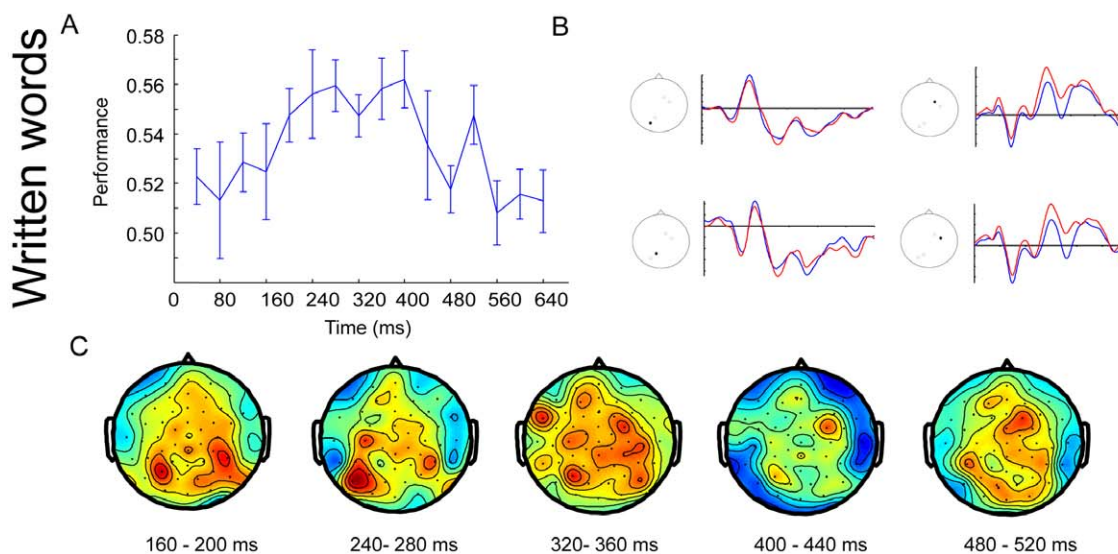 Written words
A
0.58
0.56
0.54
0.52
0.50
Performance
0 80 160 240 320 400 480 560 640
Time (ms)
B
C
160 - 200 ms
240- 280 ms
320- 360 ms
400 - 440 ms
480 - 520 ms